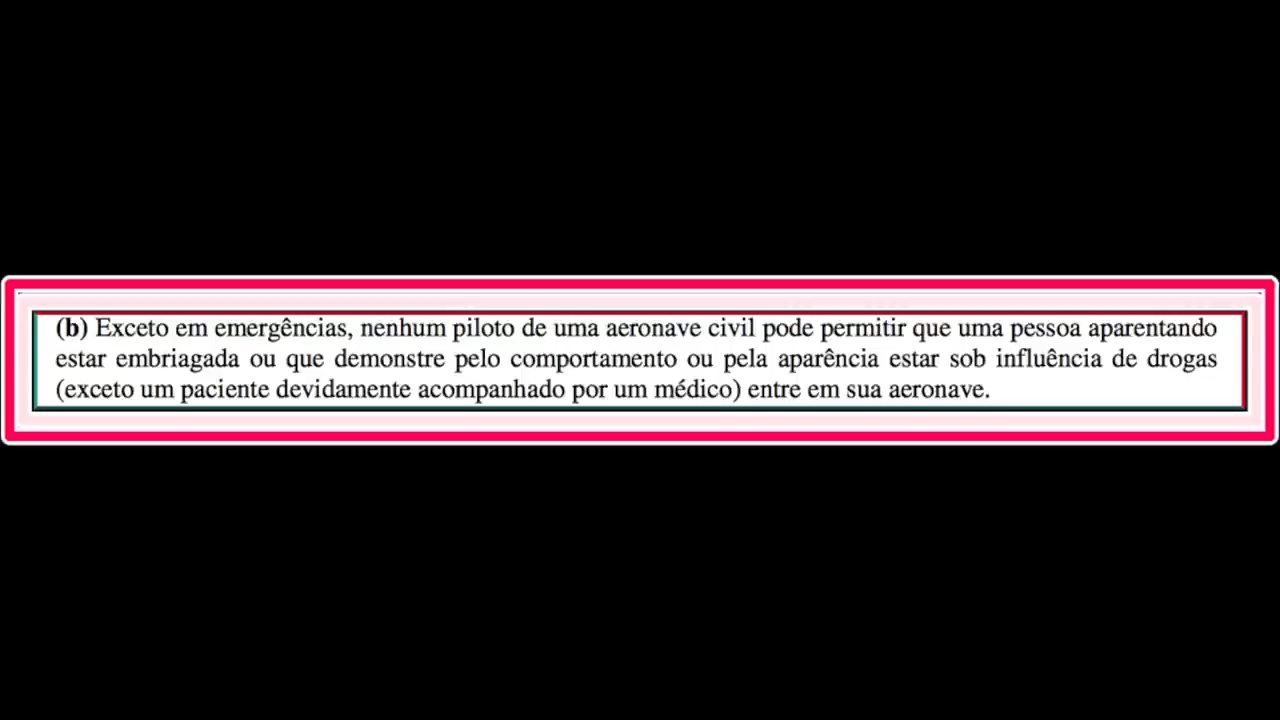 (b) Exceto em emergências, nenhum piloto de uma aeronave civil pode permitir que uma pessoa aparentando
estar embriagada ou que demonstre pelo comportamento ou pela aparência estar sob influência de drogas
(exceto um paciente devidamente acompanhado por um médico) entre em sua aeronave.